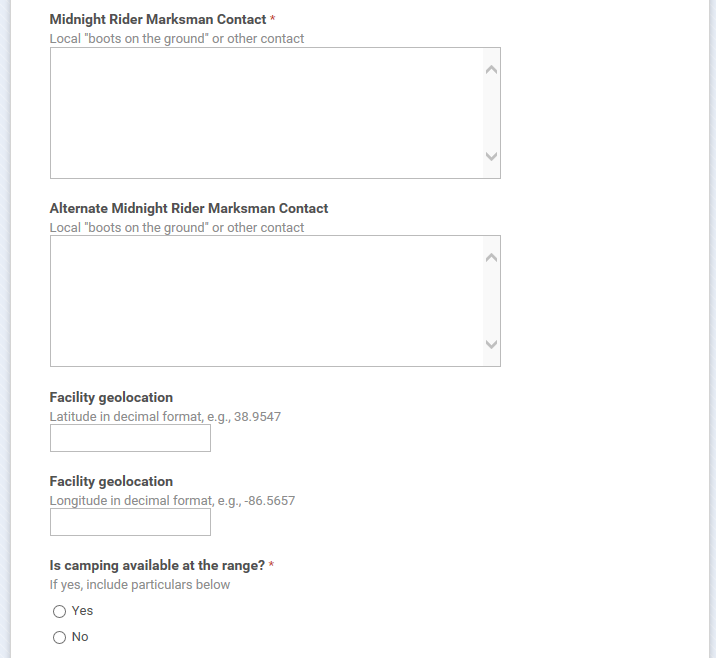 Midnight Rider Marksman Contact *
Local "boots on the ground" or other contact
Alternate Midnight Rider Marksman Contact
Local "boots on the ground" or other contact
Facility geolocation
Latitude in decimal format, e.g., 38.9547
Facility geolocation
Longitude in decimal format, e.g., -86.5657
Is camping available at the range? *
If yes, include particulars below
Yes
No